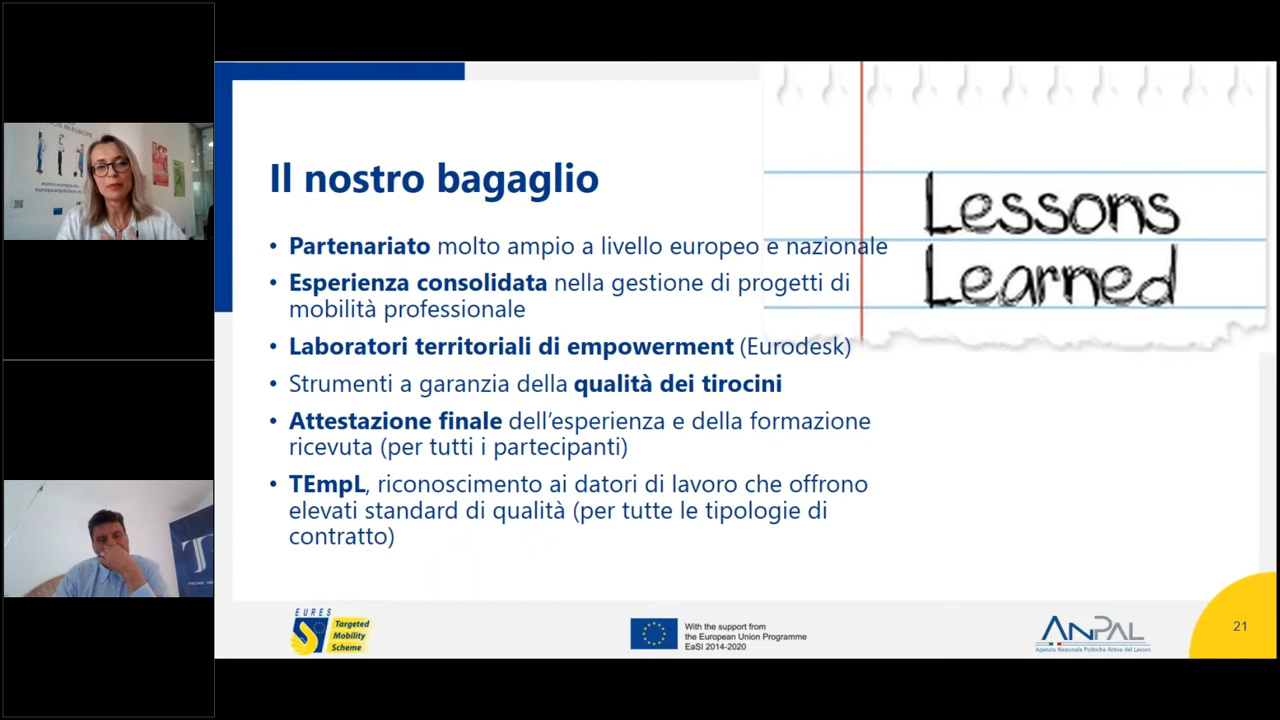 JOB IN EUROPE
Il nostro bagaglio
• Partenariato molto ampio a livello europeo e nazionale
• Esperienza consolidata nella gestione di progetti di
mobilità professionale
• Laboratori territoriali di empowerment (Eurodesk)
• Strumenti a garanzia della qualità dei tirocini
• Attestazione finale dell’esperienza e della formazione
ricevuta (per tutti i partecipanti)
• TEmpL, riconoscimento ai datori di lavoro che offrono
elevati standard di qualità (per tutte le tipologie di
contratto)
Lessons
Learned
EURES
Targeted
Mobility
Scheme
With the support from
the European Union Programme
EaSI 2014-2020
ANPAL
Agenzia Nazionale Politiche Attive del Lavoro
21